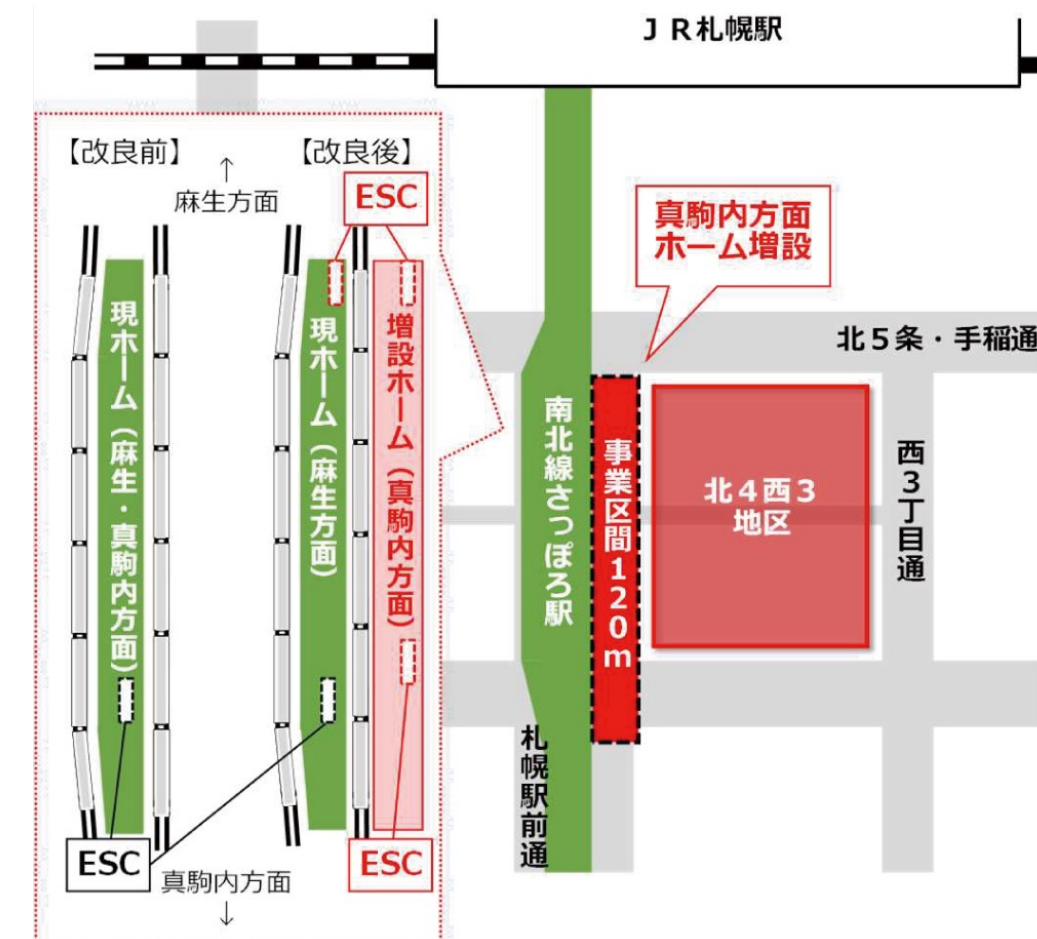 ＪＲ札幌駅
【改良前】
【改良後】
↑
麻生方面
ESC
現ホーム（麻生・真駒内方面）
現ホーム（麻生方面）
増設ホーム（真駒内方面）
ESC
ESC
真駒内方面
↓
真駒内方面
ホーム増設
北５条・手稲通
南北線さっぽろ駅
事業区間１２０ｍ
北４西３
地区
西３丁目通
札幌駅前通